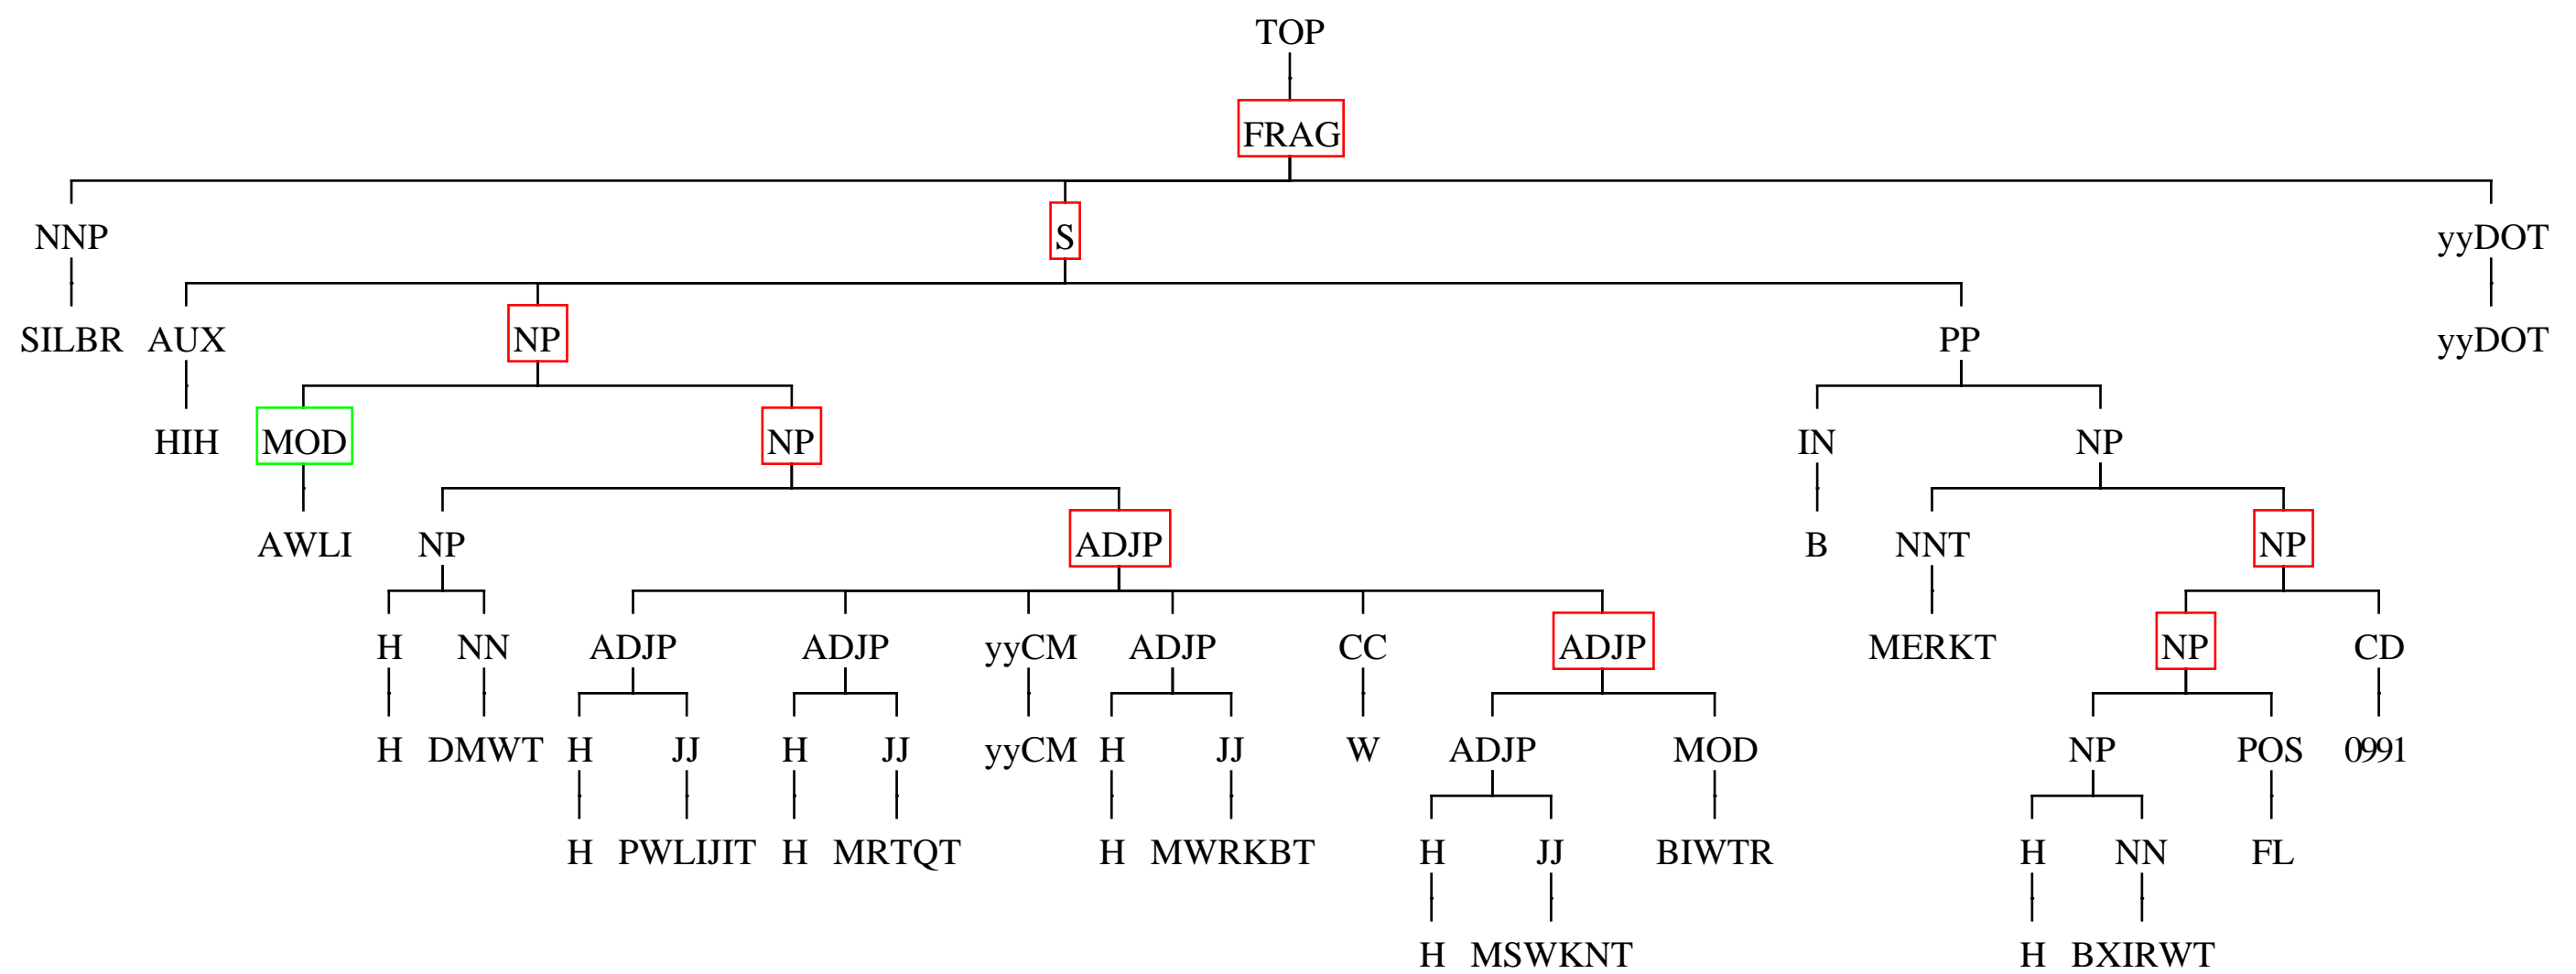 TOP
FRAG
NNP S yyDOT
SILBR AUX NP PP yyDOT
HIH MOD NP IN NP
AWLI NP ADJP B NNT NP
H NN ADJP ADJP yyCM ADJP CC ADJP MERKT NP CD
H DMWT H JJ H JJ yyCM H JJ W ADJP MOD NP POS 0991
H PWLIJIT H MRTQT H MWRKBT H JJ BIWTR H NN FL
H MSWKNT H BXIRWT